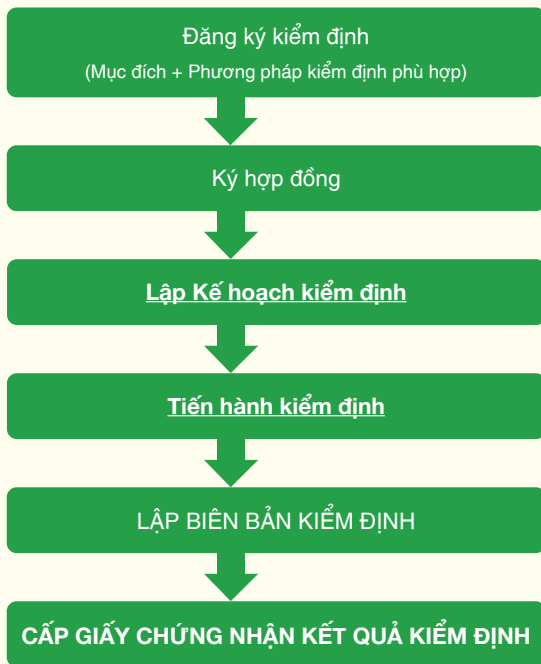 Đăng ký kiểm định
(Mục đích + Phương pháp kiểm định phù hợp)
Ký hợp đồng
Lập Kế hoạch kiểm định
Tiến hành kiểm định
LẬP BIÊN BẢN KIỂM ĐỊNH
CẤP GIẤY CHỨNG NHẬN KẾT QUẢ KIỂM ĐỊNH